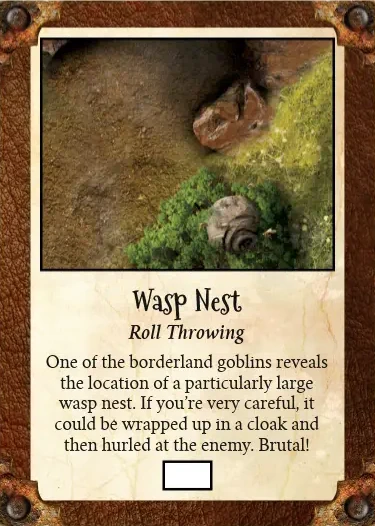 Wasp Nest
Roll Throwing
One of the borderland goblins reveals
the location of a particularly large
wasp nest. If you're very careful, it
could be wrapped up in a cloak and
then hurled at the enemy. Brutal!